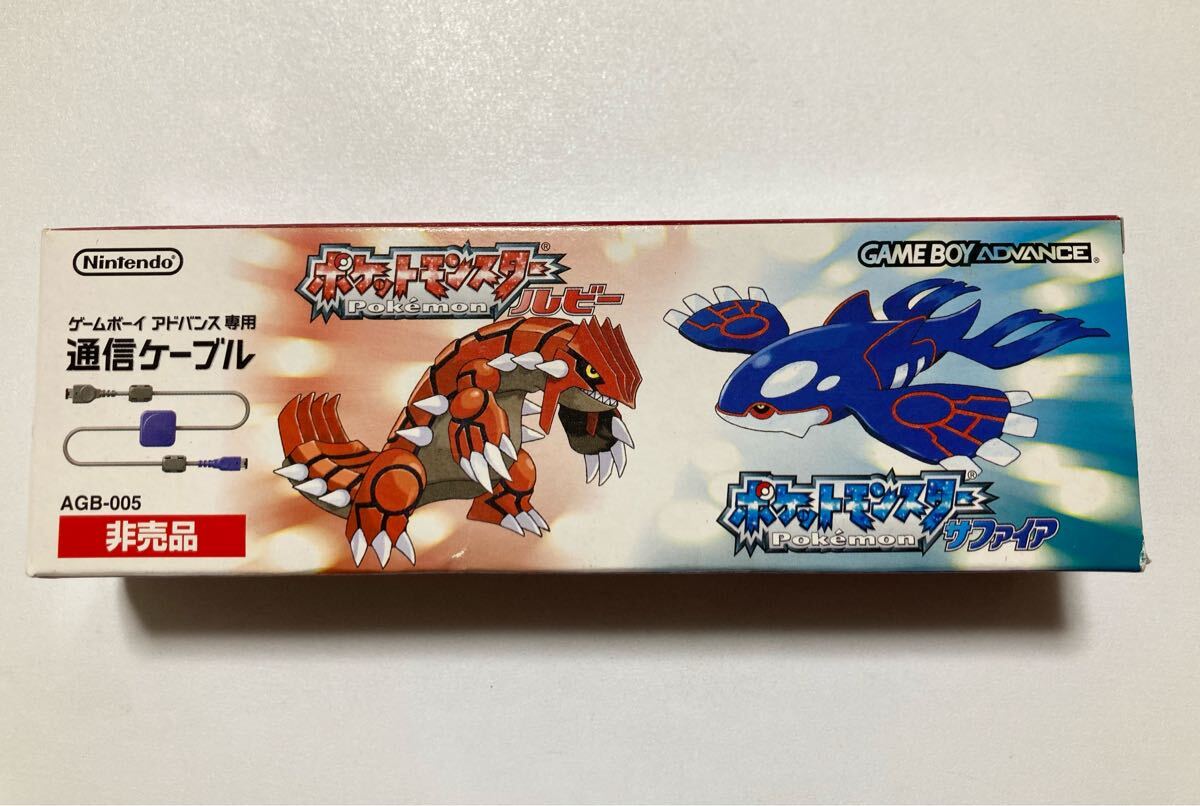 Nintendo
ゲームボーイ アドバンス 専用
通信ケーブル
AGB-005
非売品
ポケットモンスター®
Pokémon
ルビー
GAME BOY ADVANCE®
ポケットモンスター®
Pokémon
サファイア